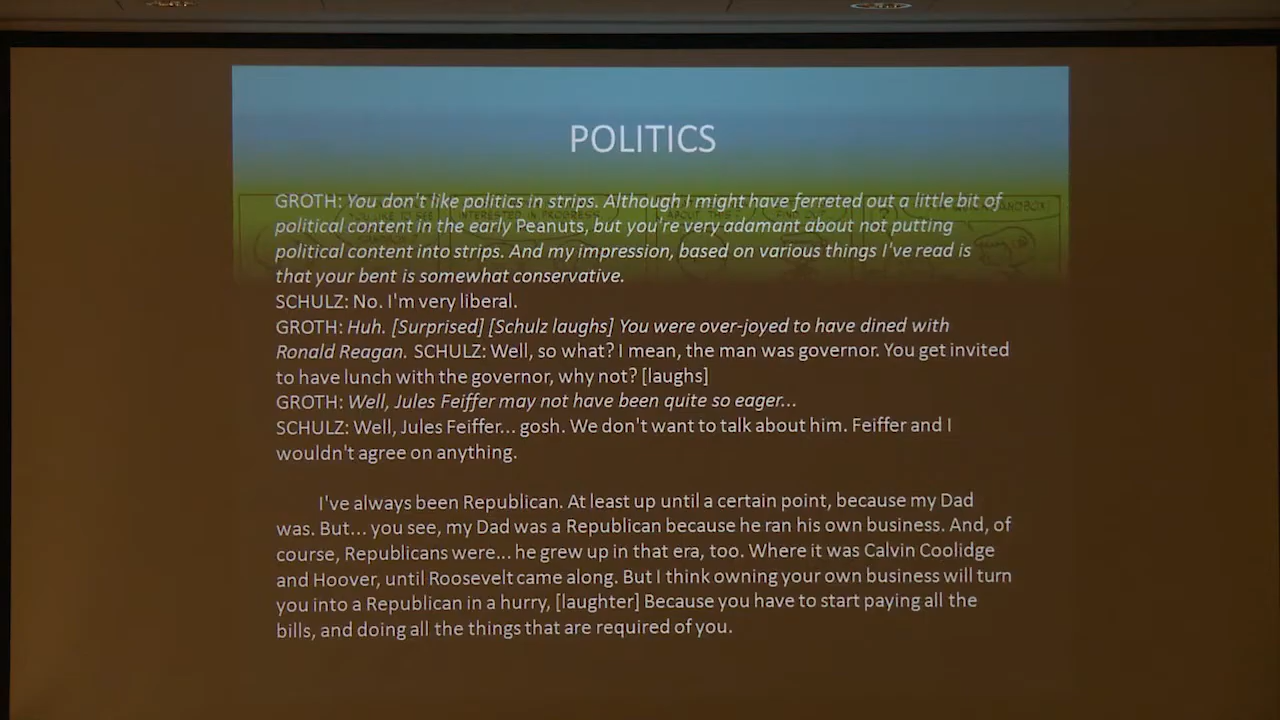 POLITICS
GROTH: You don't like politics in strips. Although I might have ferreted out a little bit of
political content in the early Peanuts, but you're very adamant about not putting
political content into strips. And my impression, based on various things I've read is
that your bent is somewhat conservative.
SCHULZ: No. I'm very liberal.
GROTH: Huh. [Surprised] [Schulz laughs] You were over-joyed to have dined with
Ronald Reagan. SCHULZ: Well, so what? I mean, the man was governor. You get invited
to have lunch with the governor, why not? [laughs]
GROTH: Well, Jules Feiffer may not have been quite so eager...
SCHULZ: Well, Jules Feiffer... gosh. We don't want to talk about him. Feiffer and I
wouldn't agree on anything.
I've always been Republican. At least up until a certain point, because my Dad
was. But... you see, my Dad was a Republican because he ran his own business. And, of
course, Republicans were... he grew up in that era, too. Where it was Calvin Coolidge
and Hoover, until Roosevelt came along. But I think owning your own business will turn
you into a Republican in a hurry, [laughter] Because you have to start paying all the
bills, and doing all the things that are required of you.